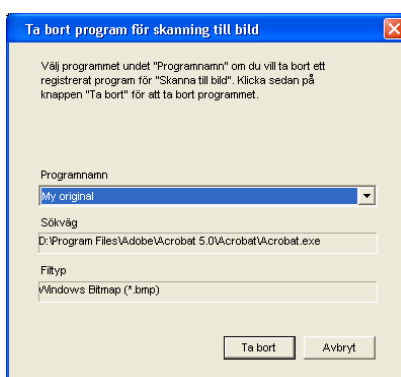 Ta bort program för skanning till bild
Välj programmet undet "Programnamn" om du vill ta bort ett
registrerat program för "Skanna till bild". Klicka sedan på
knappen "Ta bort" för att ta bort programmet.
Programnamn
My original
Sökväg
D:\Program Files\Adobe\Acrobat 5.0\Acrobat\Acrobat.exe
Filtyp
Windows Bitmap (*.bmp)
Ta bort Avbryt